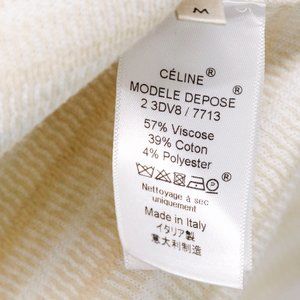 M
CÉLINE®
MODELE DEPOSE®
2 3DV8 / 7713
57% Viscose
39% Coton
4% Polyester
Nettoyage à sec
uniquement
Made in Italy
イタリア製
意大利制造